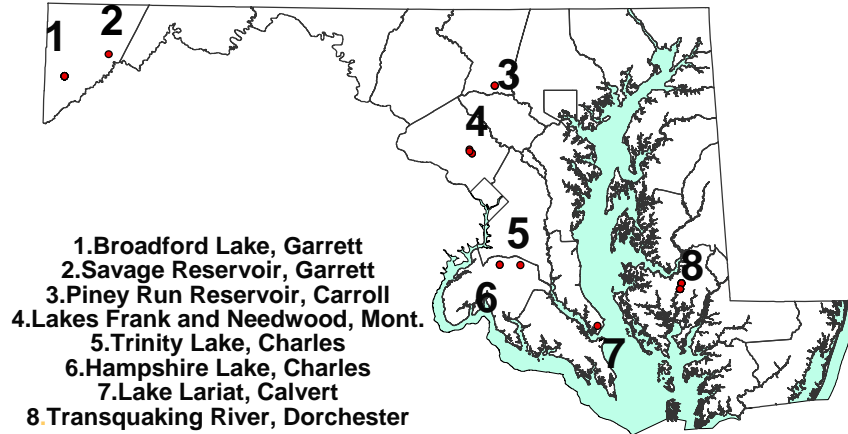 1
2
3
4
5
6
7
8
1.Broadford Lake, Garrett
2.Savage Reservoir, Garrett
3.Piney Run Reservoir, Carroll
4.Lakes Frank and Needwood, Mont.
5.Trinity Lake, Charles
6.Hampshire Lake, Charles
7.Lake Lariat, Calvert
8.Transquaking River, Dorchester